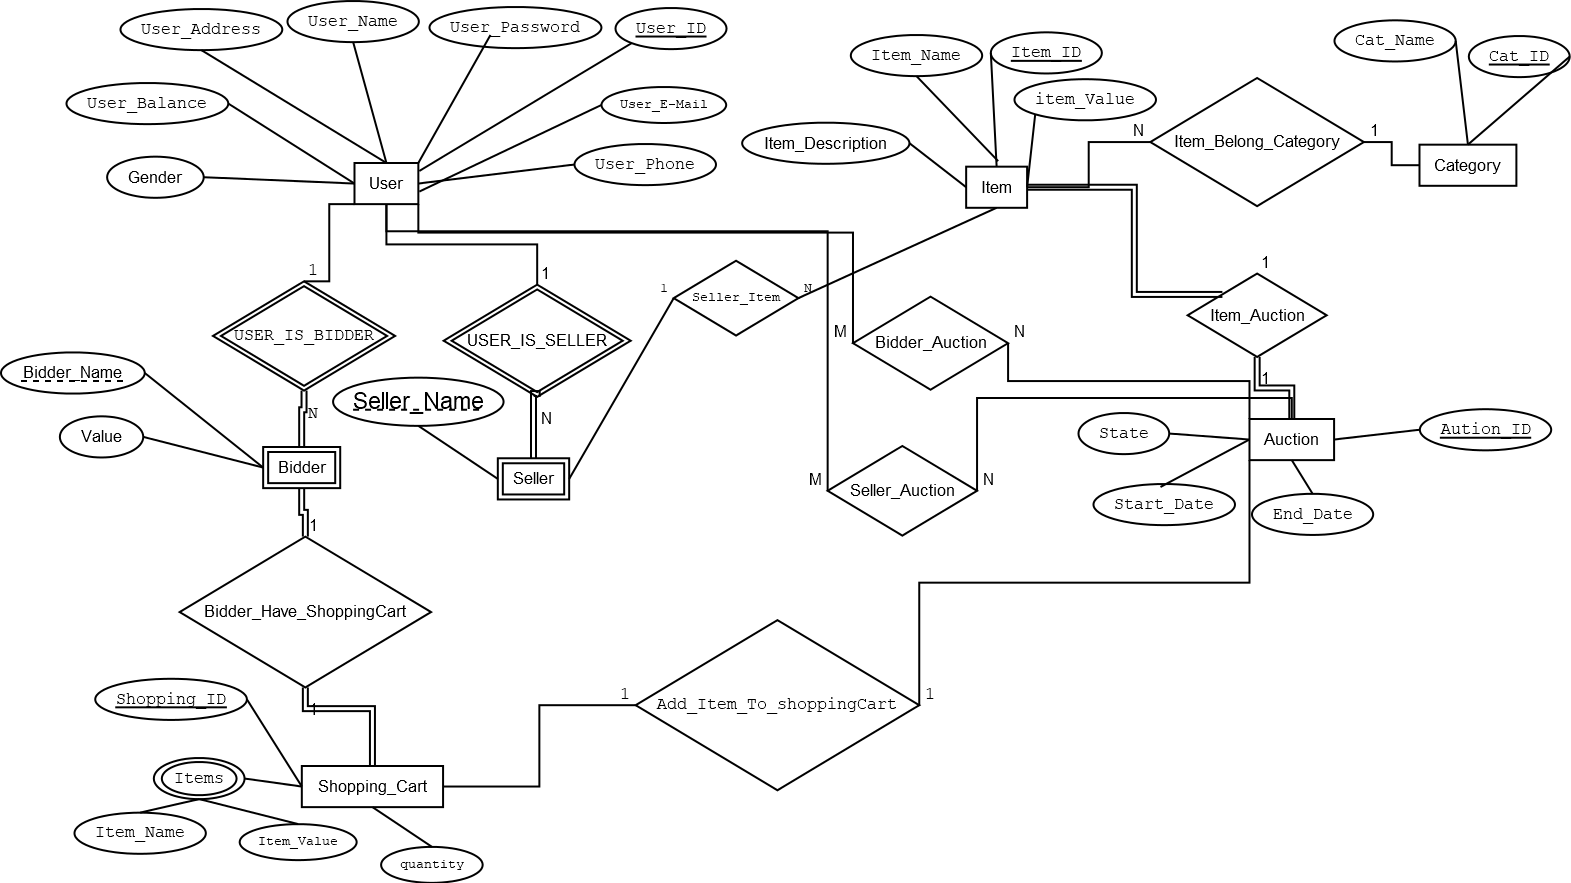 User_Address
User_Name
User_Password
User_ID
Item_Name
Item_ID
Cat_Name
Cat_ID
User_Balance
User_E-Mail
item_Value
Gender
User_Phone
Item_Description
N
Item_Belong_Category
1
User
Item
Category
1
1
1
Seller_Item
N
1
USER_IS_BIDDER
USER_IS_SELLER
M
Bidder_Auction
N
Item_Auction
Bidder_Name
1
Seller_Name
N
N
Value
State
Auction
Aution_ID
Bidder
Seller
M
Seller_Auction
N
Start_Date
End_Date
1
Bidder_Have_ShoppingCart
Shopping_ID
1
1
Add_Item_To_shoppingCart
1
Items
Shopping_Cart
Item_Name
Item_Value
quantity